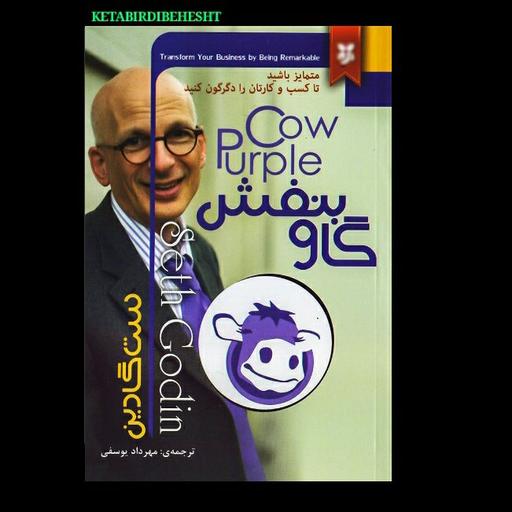 KETABIRDIBEHESHT
Transform Your Business by Being Remarkable
متمایز باشید
تا کسب و کارتان را دگرگون کنید
Cow
Purple
گاو بنفش
Seth Godin
ست گادین
ترجمه‌ی: مهرداد یوسفی